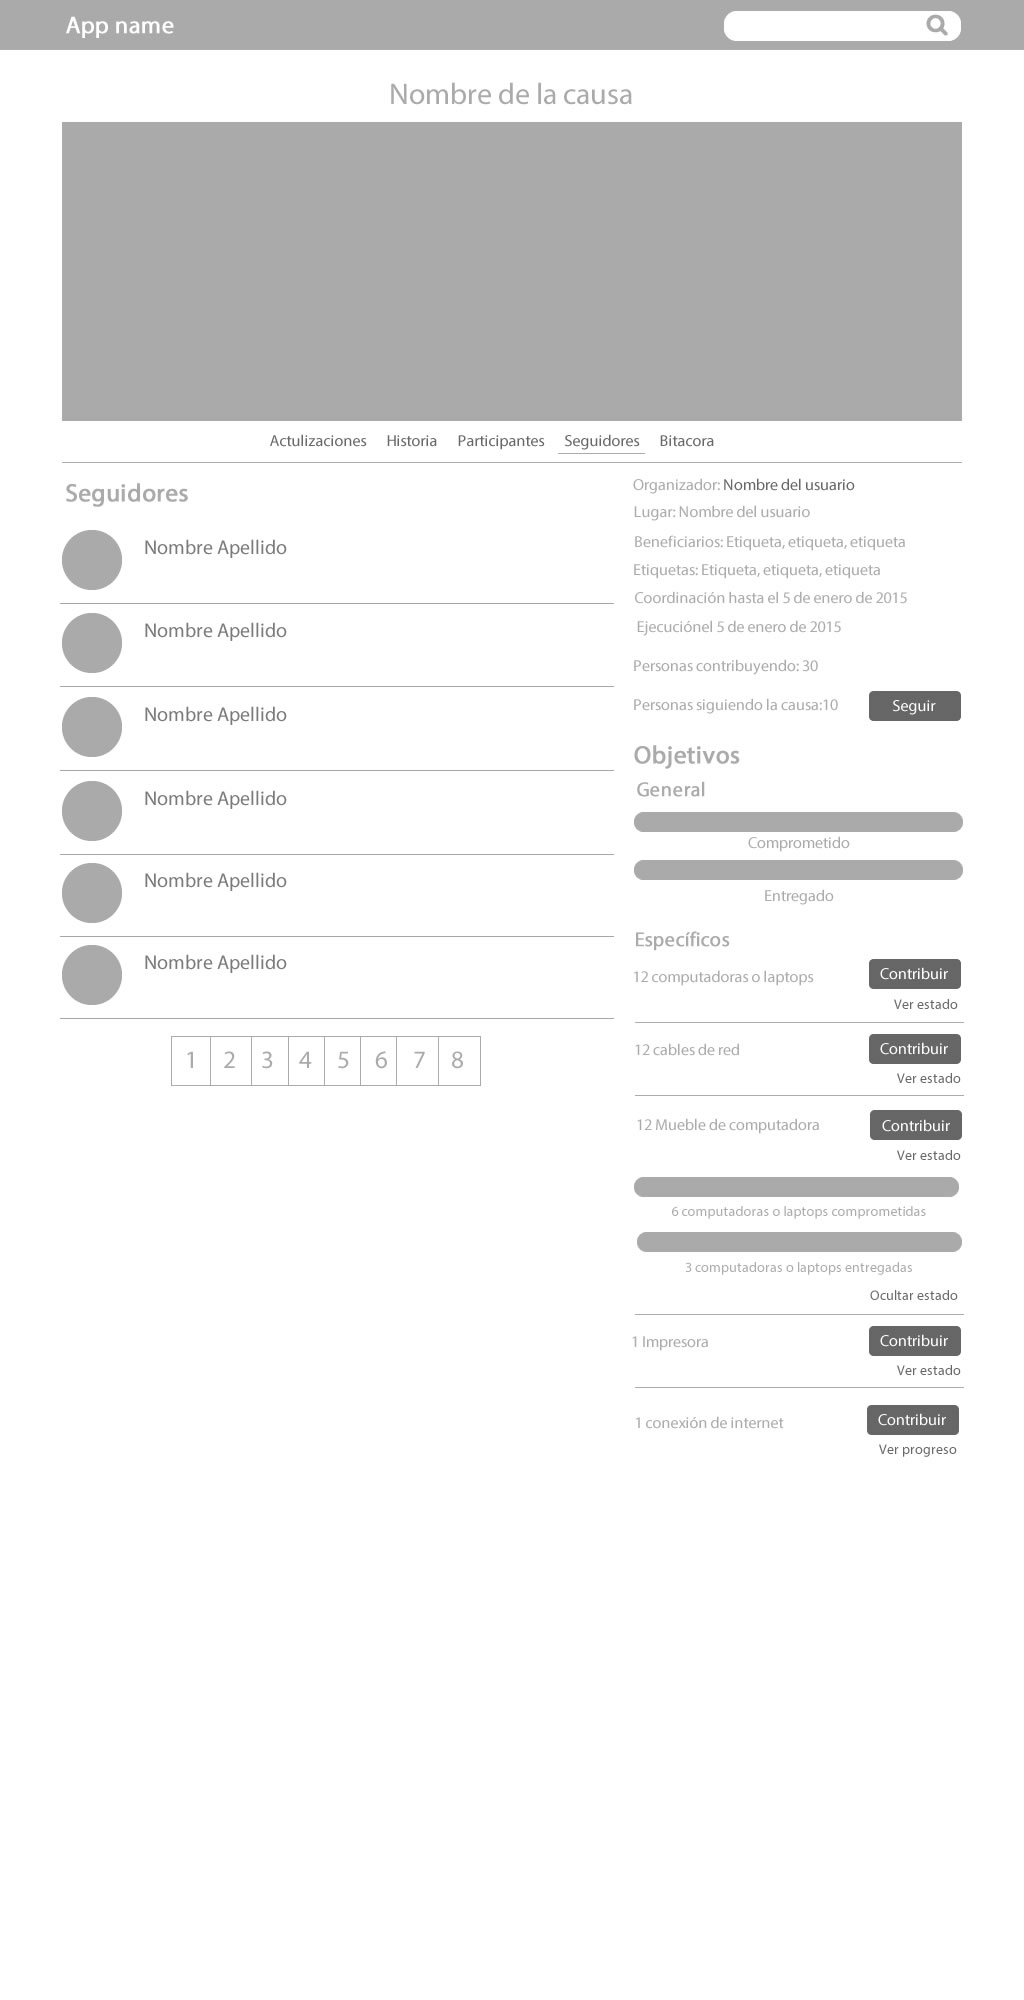 App name
Nombre de la causa
Actulizaciones Historia Participantes Seguidores Bitacora
Seguidores
Nombre Apellido
Nombre Apellido
Nombre Apellido
Nombre Apellido
Nombre Apellido
Nombre Apellido
1 2 3 4 5 6 7 8
Organizador: Nombre del usuario
Lugar: Nombre del usuario
Beneficiarios: Etiqueta, etiqueta, etiqueta
Etiquetas: Etiqueta, etiqueta, etiqueta
Coordinación hasta el 5 de enero de 2015
Ejecuciónel 5 de enero de 2015
Personas contribuyendo: 30
Personas siguiendo la causa:10 Seguir
Objetivos
General
Comprometido
Entregado
Específicos
12 computadoras o laptops Contribuir
Ver estado
12 cables de red Contribuir
Ver estado
12 Mueble de computadora Contribuir
Ver estado
6 computadoras o laptops comprometidas
3 computadoras o laptops entregadas
Ocultar estado
1 Impresora Contribuir
Ver estado
1 conexión de internet Contribuir
Ver progreso